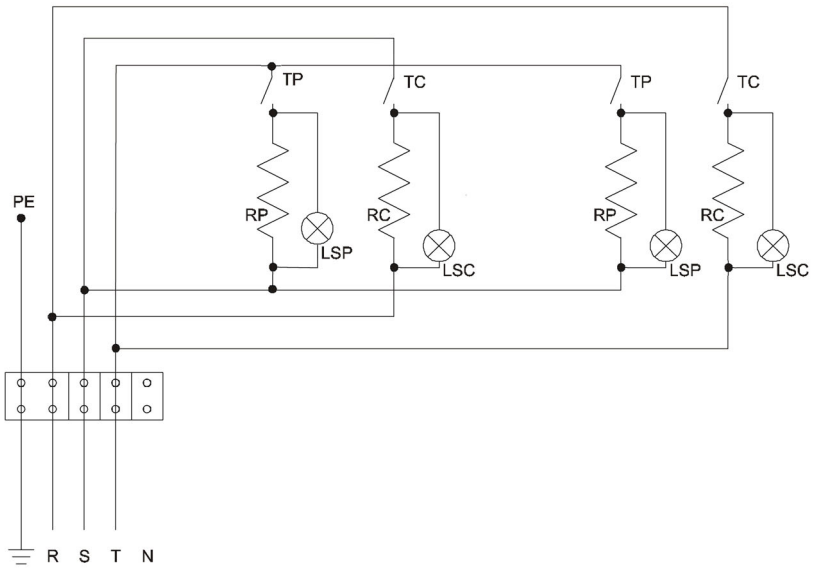 TP TC TP TC
PE
RP RC RP RC
LSP LSC LSP LSC
R S T N